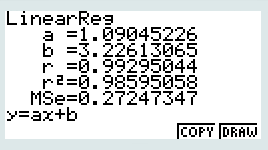 LinearReg
a =1.09045226
b =3.22613065
r =0.99295044
r²=0.98595058
MSe=0.27247347
y=ax+b
COPY DRAW